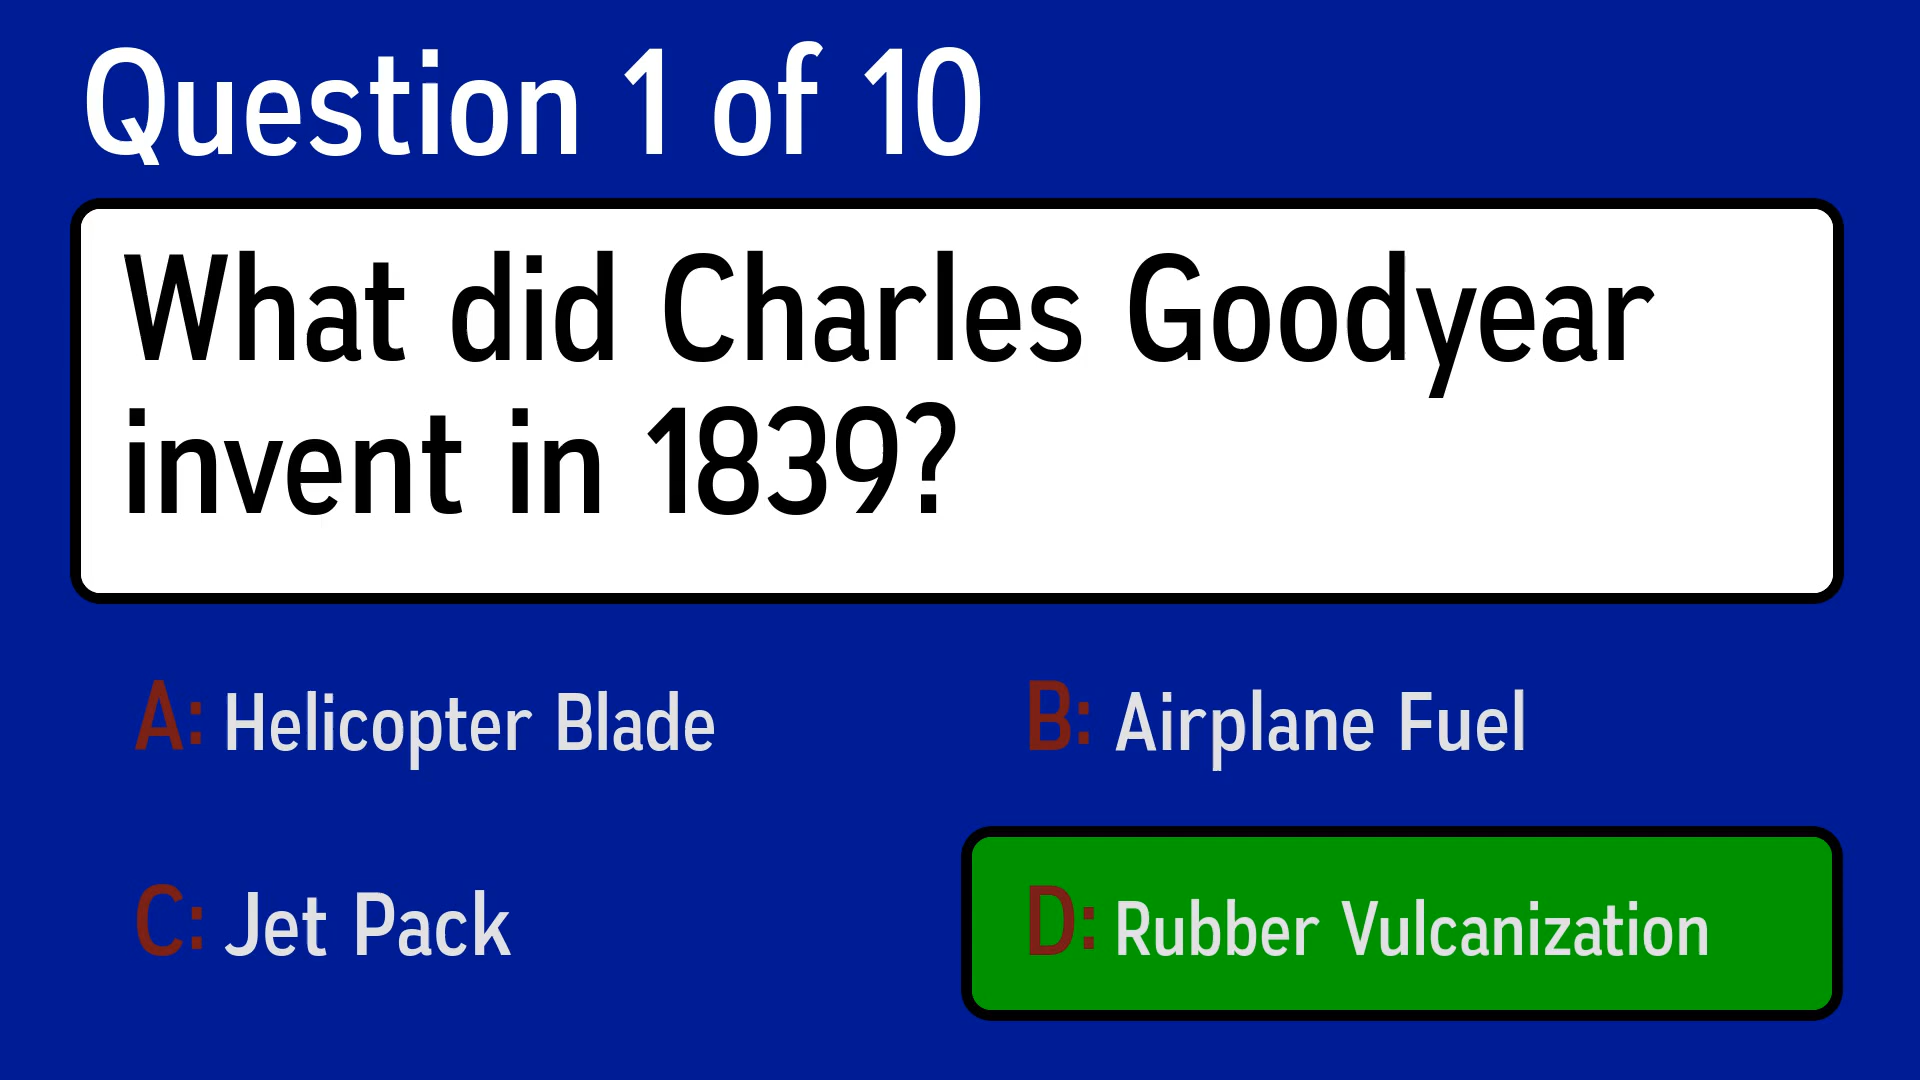 Question 1 of 10
What did Charles Goodyear
invent in 1839?
A: Helicopter Blade
B: Airplane Fuel
C: Jet Pack
D: Rubber Vulcanization